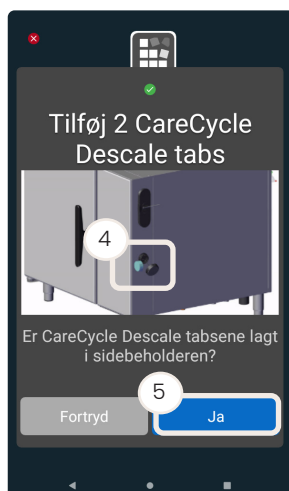 Tilføj 2 CareCycle
Descale tabs
4
Er CareCycle Descale tabsene lagt
i sidebeholderen?
5
Fortryd
Ja